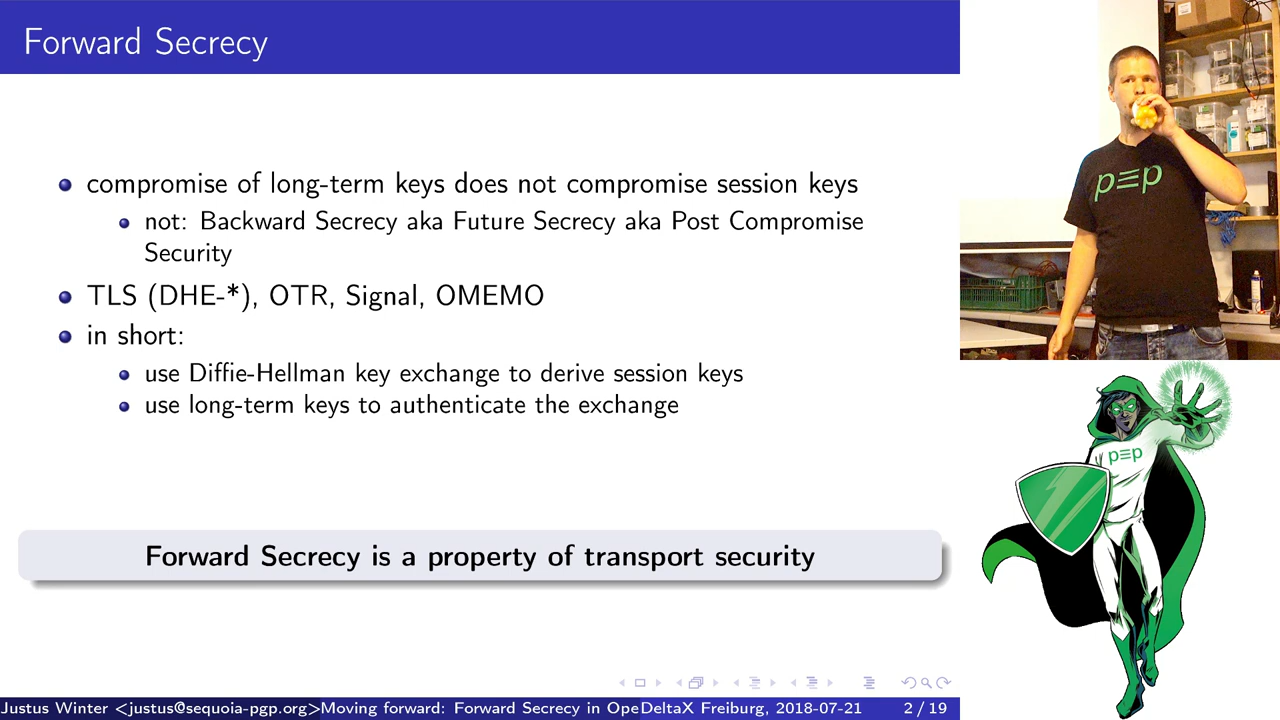 Forward Secrecy
compromise of long-term keys does not compromise session keys
not: Backward Secrecy aka Future Secrecy aka Post Compromise
Security
TLS (DHE-*), OTR, Signal, OMEMO
in short:
use Diffie-Hellman key exchange to derive session keys
use long-term keys to authenticate the exchange
Forward Secrecy is a property of transport security
Justus Winter <justus@sequoia-pgp.org>
Moving forward: Forward Secrecy in Ope
DeltaX Freiburg, 2018-07-21
2 / 19
p≡p
p≡p